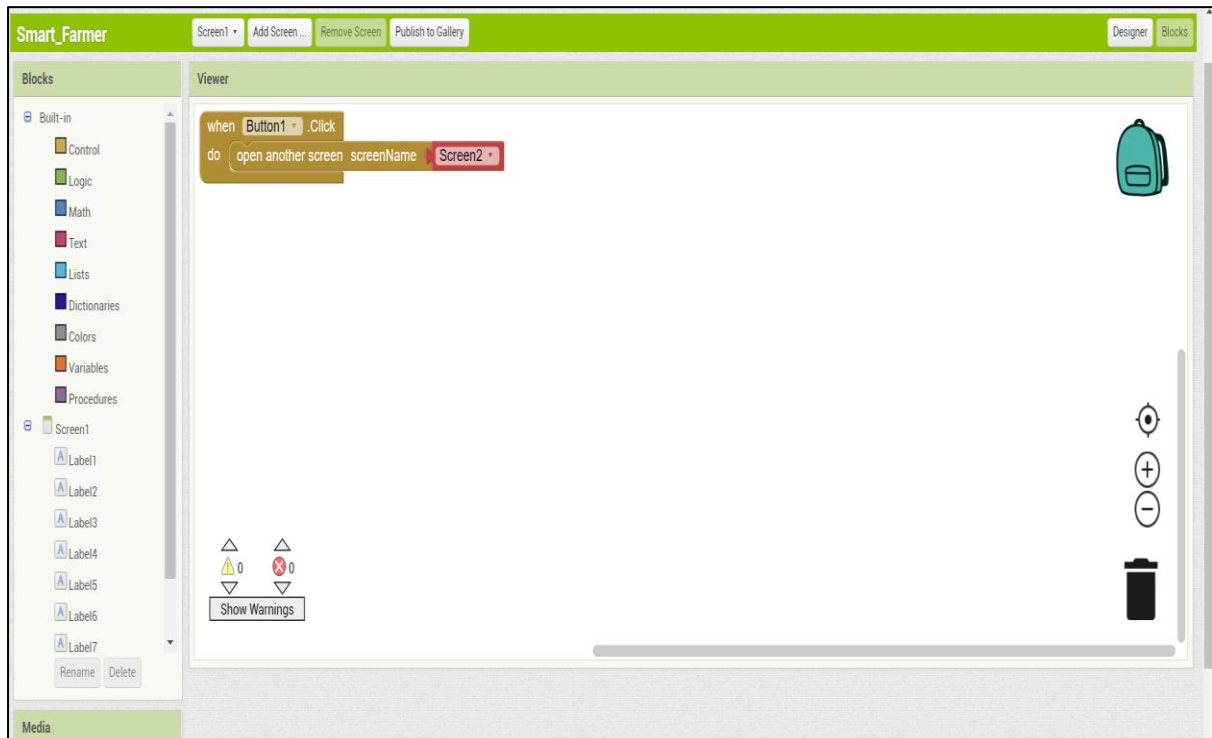 Smart_Farmer Screen1 Add Screen ... Remove Screen Publish to Gallery Designer Blocks
Blocks
Built-in
Control
Logic
Math
Text
Lists
Dictionaries
Colors
Variables
Procedures
Screen1
Label1
Label2
Label3
Label4
Label5
Label6
Label7
Rename Delete
Media
Viewer
when Button1 .Click
do open another screen screenName Screen2
0 0
Show Warnings